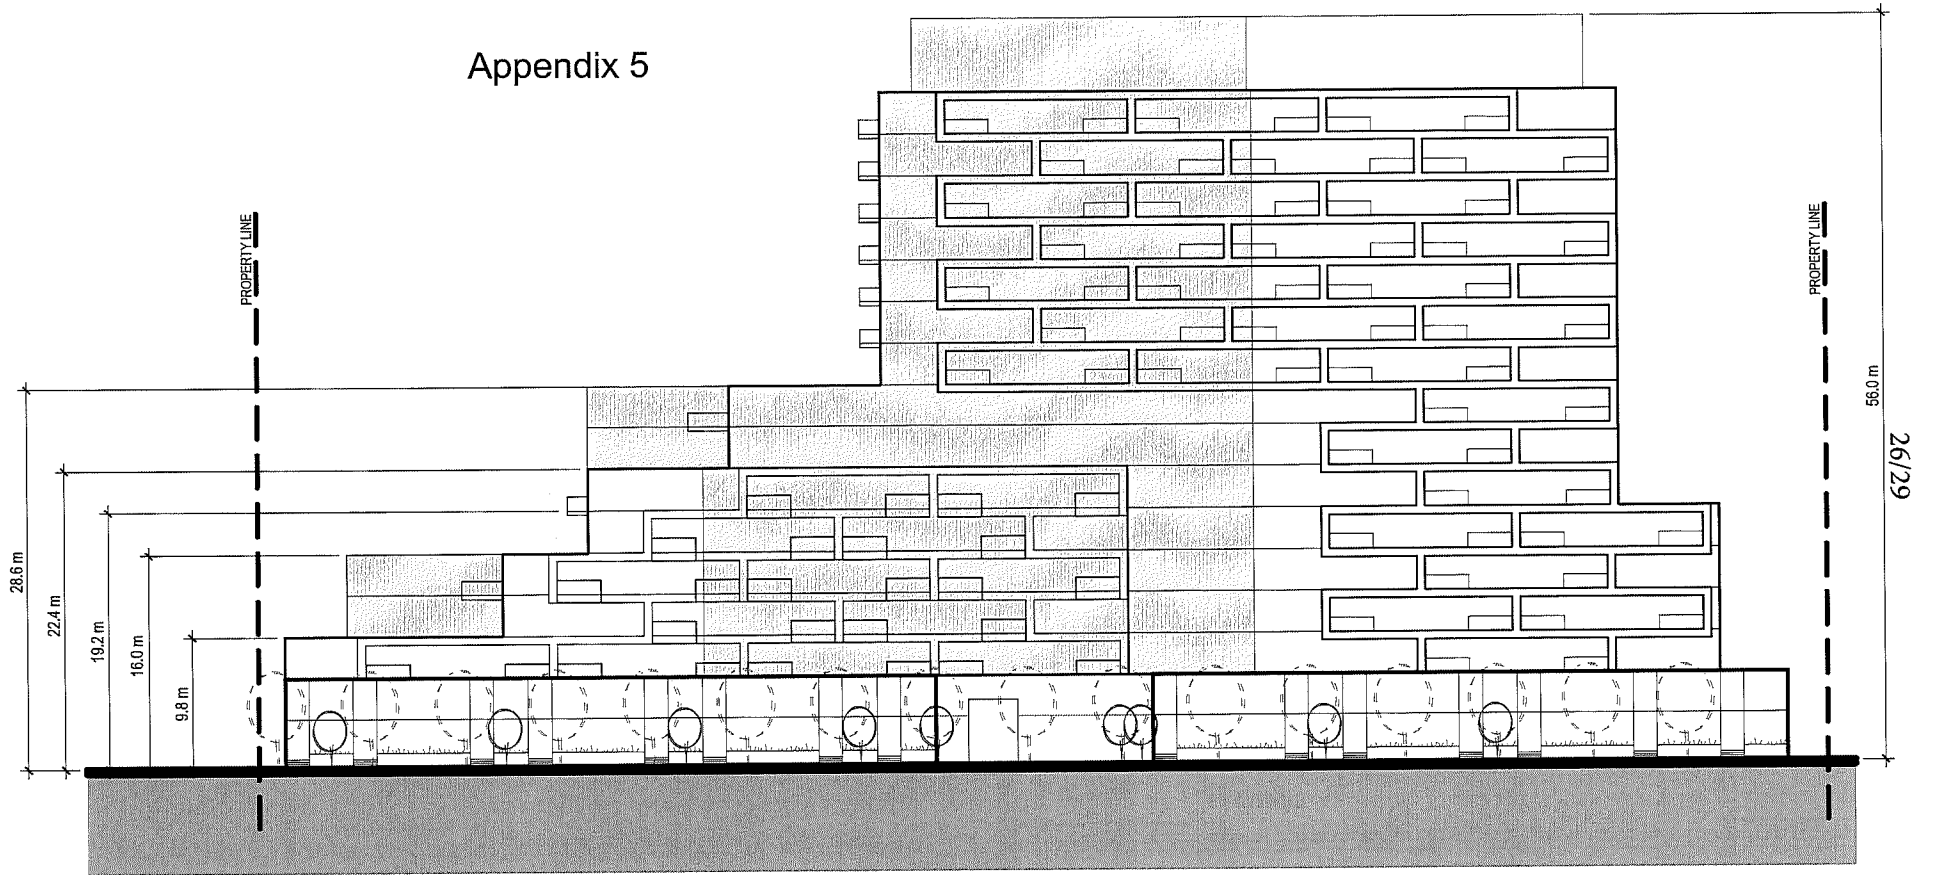 Appendix 5
PROPERTY LINE
PROPERTY LINE
56.0 m
26/29
28.6 m
22.4 m
19.2 m
16.0 m
9.8 m